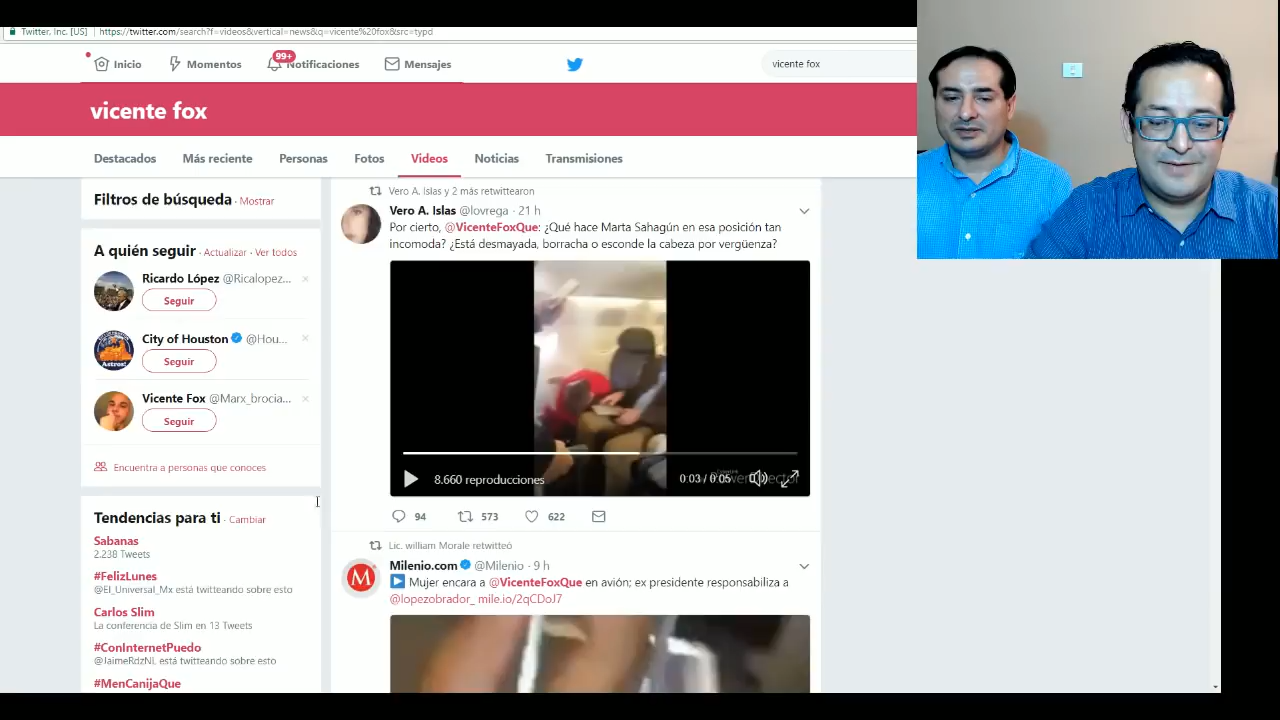 Twitter, Inc. [US] https://twitter.com/search?f=videos&vertical=news&q=vicente%20fox&src=typd
Inicio Momentos 99+ Notificaciones Mensajes vicente fox
vicente fox
Destacados Más reciente Personas Fotos Videos Noticias Transmisiones
Filtros de búsqueda · Mostrar
A quién seguir · Actualizar · Ver todos
Ricardo López @Ricalopez...
Seguir
City of Houston @Hou...
Seguir
Vicente Fox @Marx_brocia...
Seguir
Encuentra a personas que conoces
Tendencias para ti · Cambiar
Sabanas
2.238 Tweets
#FelizLunes
@El_Universal_Mx está twitteando sobre esto
Carlos Slim
La conferencia de Slim en 13 Tweets
#ConInternetPuedo
@JaimeRdzNL está twitteando sobre esto
#MenCanijaQue
Vero A. Islas y 2 más retwittearon
Vero A. Islas @lovrega · 21 h
Por cierto, @VicenteFoxQue: ¿Qué hace Marta Sahagún en esa posición tan
incomoda? ¿Está desmayada, borracha o esconde la cabeza por vergüenza?
8.660 reproducciones 0:03 / 0:05
94 573 622
Lic. william Morale retwitteó
Milenio.com @Milenio · 9 h
Mujer encara a @VicenteFoxQue en avión; ex presidente responsabiliza a
@lopezobrador_ mile.io/2qCDoJ7